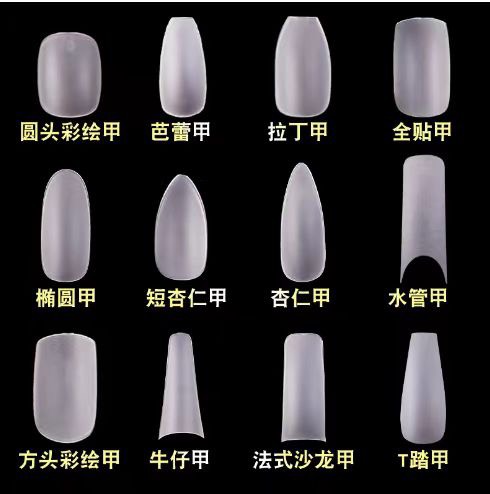 圆头彩绘甲
芭蕾甲
拉丁甲
全贴甲
椭圆甲
短杏仁甲
杏仁甲
水管甲
方头彩绘甲
牛仔甲
法式沙龙甲
T踏甲